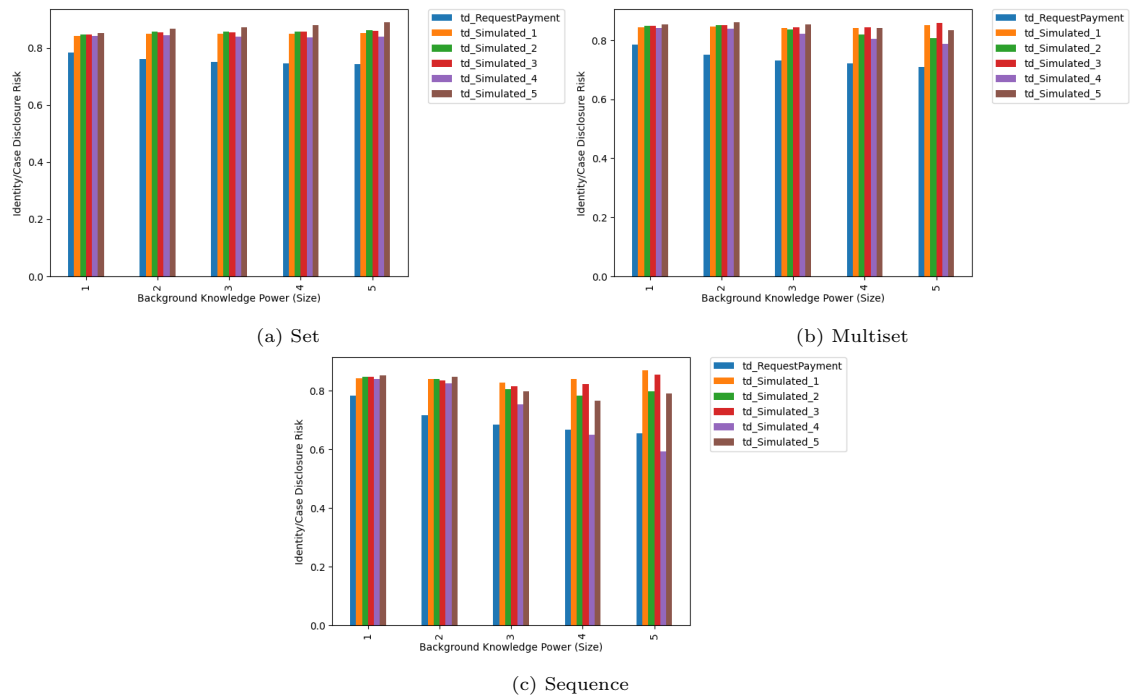 Identity/Case Disclosure Risk
0.8
0.6
0.4
0.2
0.0
1
2
3
4
5
Background Knowledge Power (Size)
td_RequestPayment
td_Simulated_1
td_Simulated_2
td_Simulated_3
td_Simulated_4
td_Simulated_5
(a) Set
Identity/Case Disclosure Risk
0.8
0.6
0.4
0.2
0.0
1
2
3
4
5
Background Knowledge Power (Size)
td_RequestPayment
td_Simulated_1
td_Simulated_2
td_Simulated_3
td_Simulated_4
td_Simulated_5
(b) Multiset
Identity/Case Disclosure Risk
0.8
0.6
0.4
0.2
0.0
1
2
3
4
5
Background Knowledge Power (Size)
td_RequestPayment
td_Simulated_1
td_Simulated_2
td_Simulated_3
td_Simulated_4
td_Simulated_5
(c) Sequence